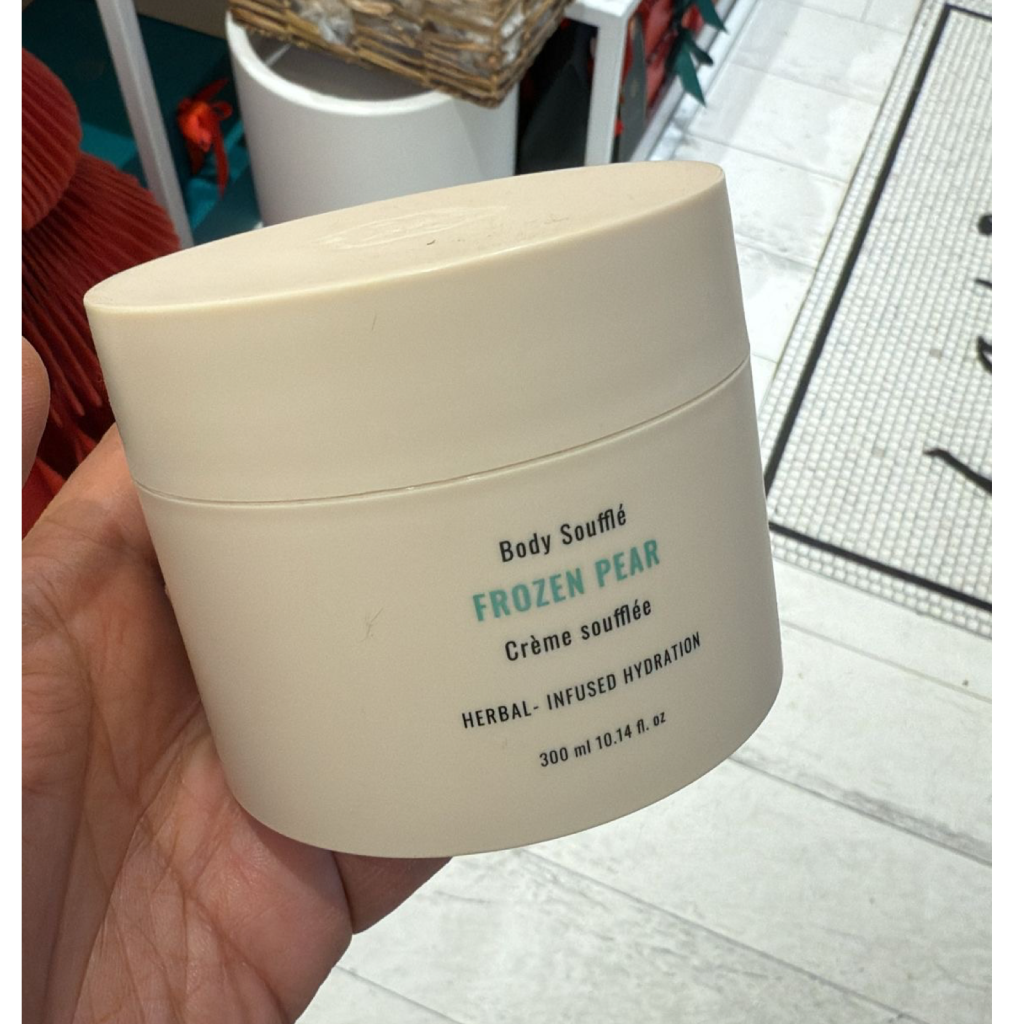 Body Soufflé
FROZEN PEAR
Crème soufflée
HERBAL- INFUSED HYDRATION
300 ml 10.14 fl. oz